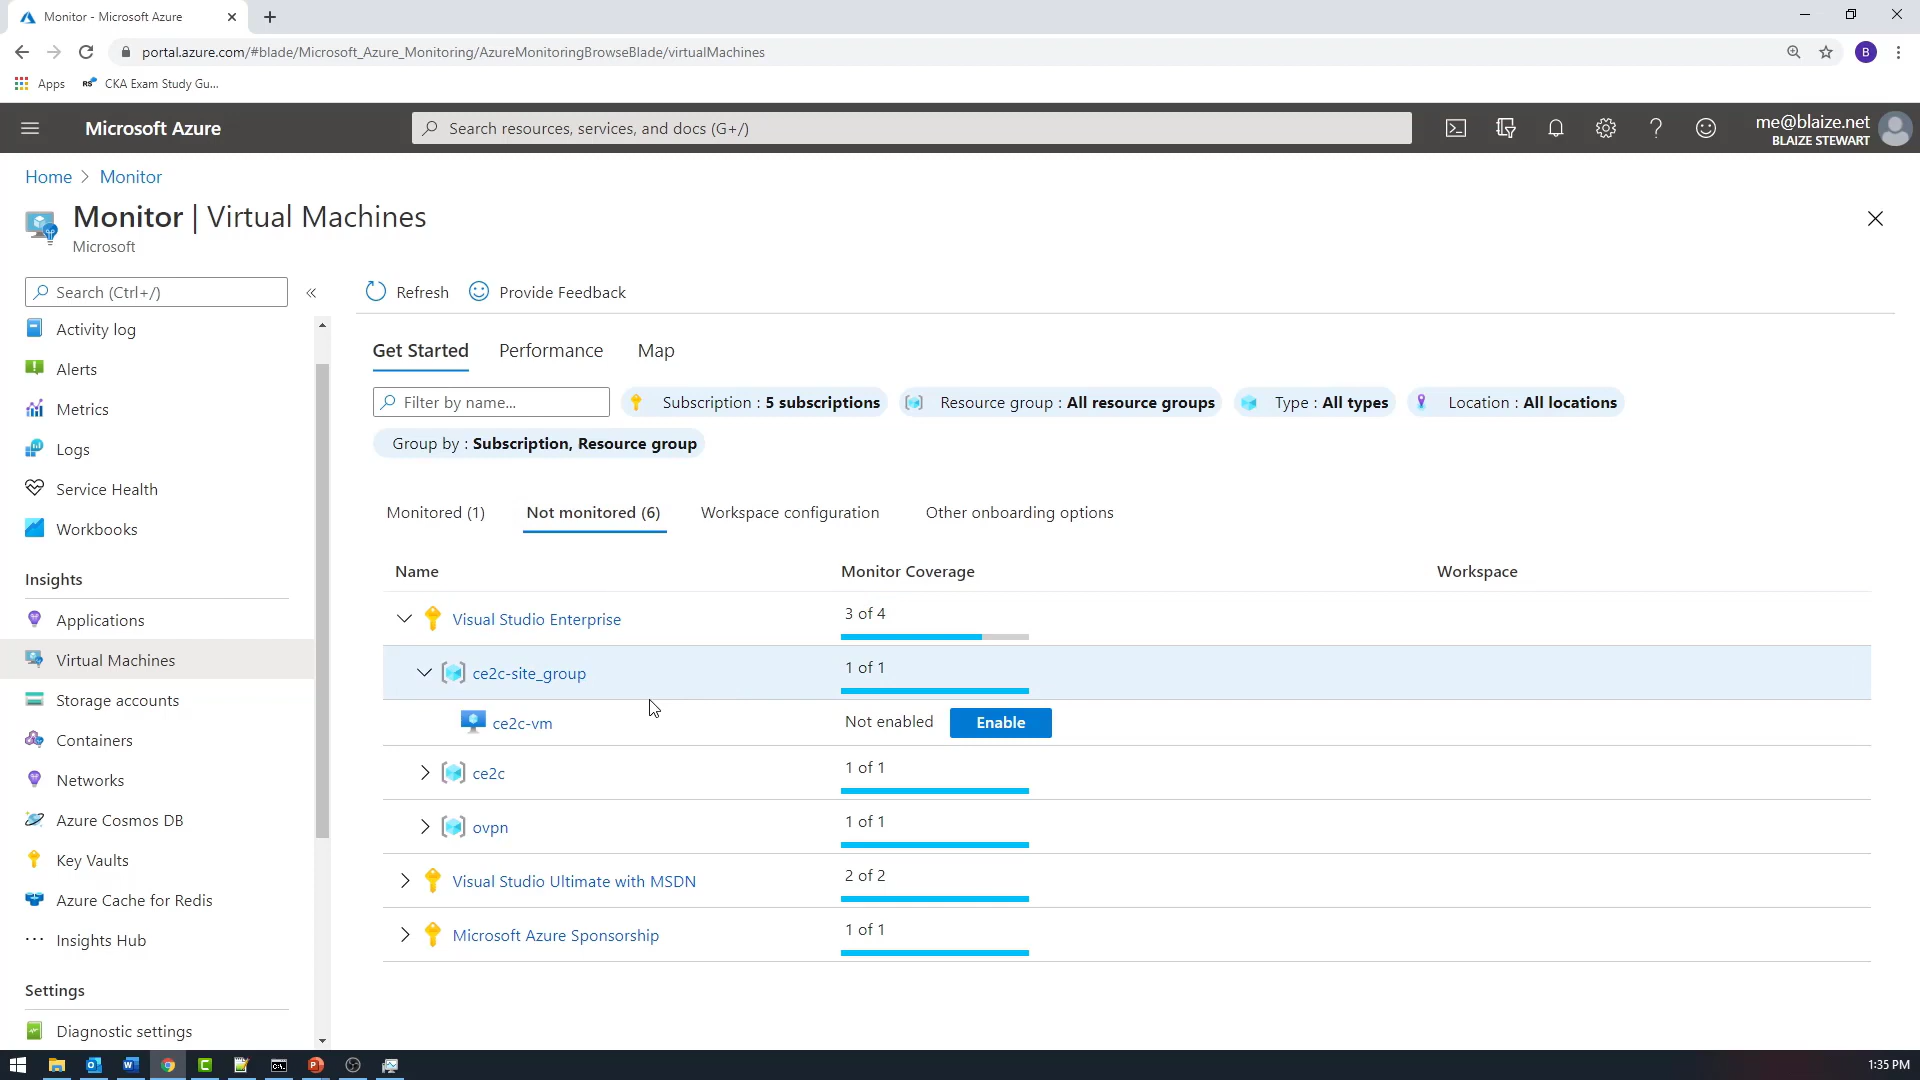 Monitor - Microsoft Azure
portal.azure.com/#blade/Microsoft_Azure_Monitoring/AzureMonitoringBrowseBlade/virtualMachines
B
Apps
CKA Exam Study Gu...
Microsoft Azure
Search resources, services, and docs (G+/)
me@blaize.net
BLAIZE STEWART
Home > Monitor
Monitor | Virtual Machines
Microsoft
Search (Ctrl+/)
«
Activity log
Alerts
Metrics
Logs
Service Health
Workbooks
Insights
Applications
Virtual Machines
Storage accounts
Containers
Networks
Azure Cosmos DB
Key Vaults
Azure Cache for Redis
Insights Hub
Settings
Diagnostic settings
Refresh
Provide Feedback
Get Started
Performance
Map
Filter by name...
Subscription : 5 subscriptions
Resource group : All resource groups
Type : All types
Location : All locations
Group by : Subscription, Resource group
Monitored (1)
Not monitored (6)
Workspace configuration
Other onboarding options
Name
Monitor Coverage
Workspace
Visual Studio Enterprise
3 of 4
ce2c-site_group
1 of 1
ce2c-vm
Not enabled
Enable
ce2c
1 of 1
ovpn
1 of 1
Visual Studio Ultimate with MSDN
2 of 2
Microsoft Azure Sponsorship
1 of 1
1:35 PM